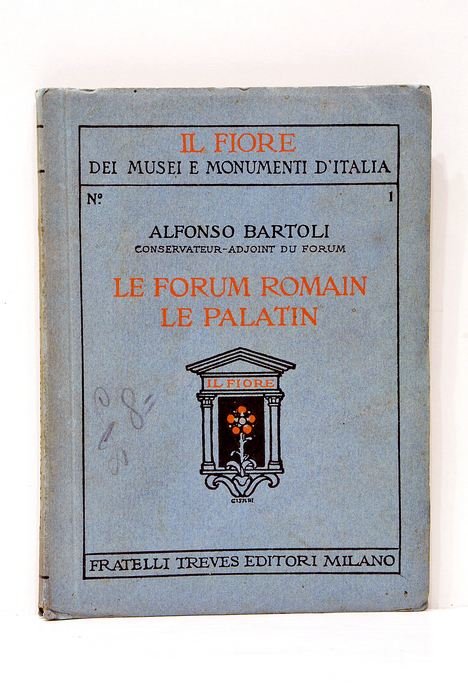 IL FIORE
DEI MUSEI E MONUMENTI D'ITALIA
Nº 1
ALFONSO BARTOLI
CONSERVATEUR-ADJOINT DU FORUM
LE FORUM ROMAIN
LE PALATIN
IL FIORE
FRATELLI TREVES EDITORI MILANO